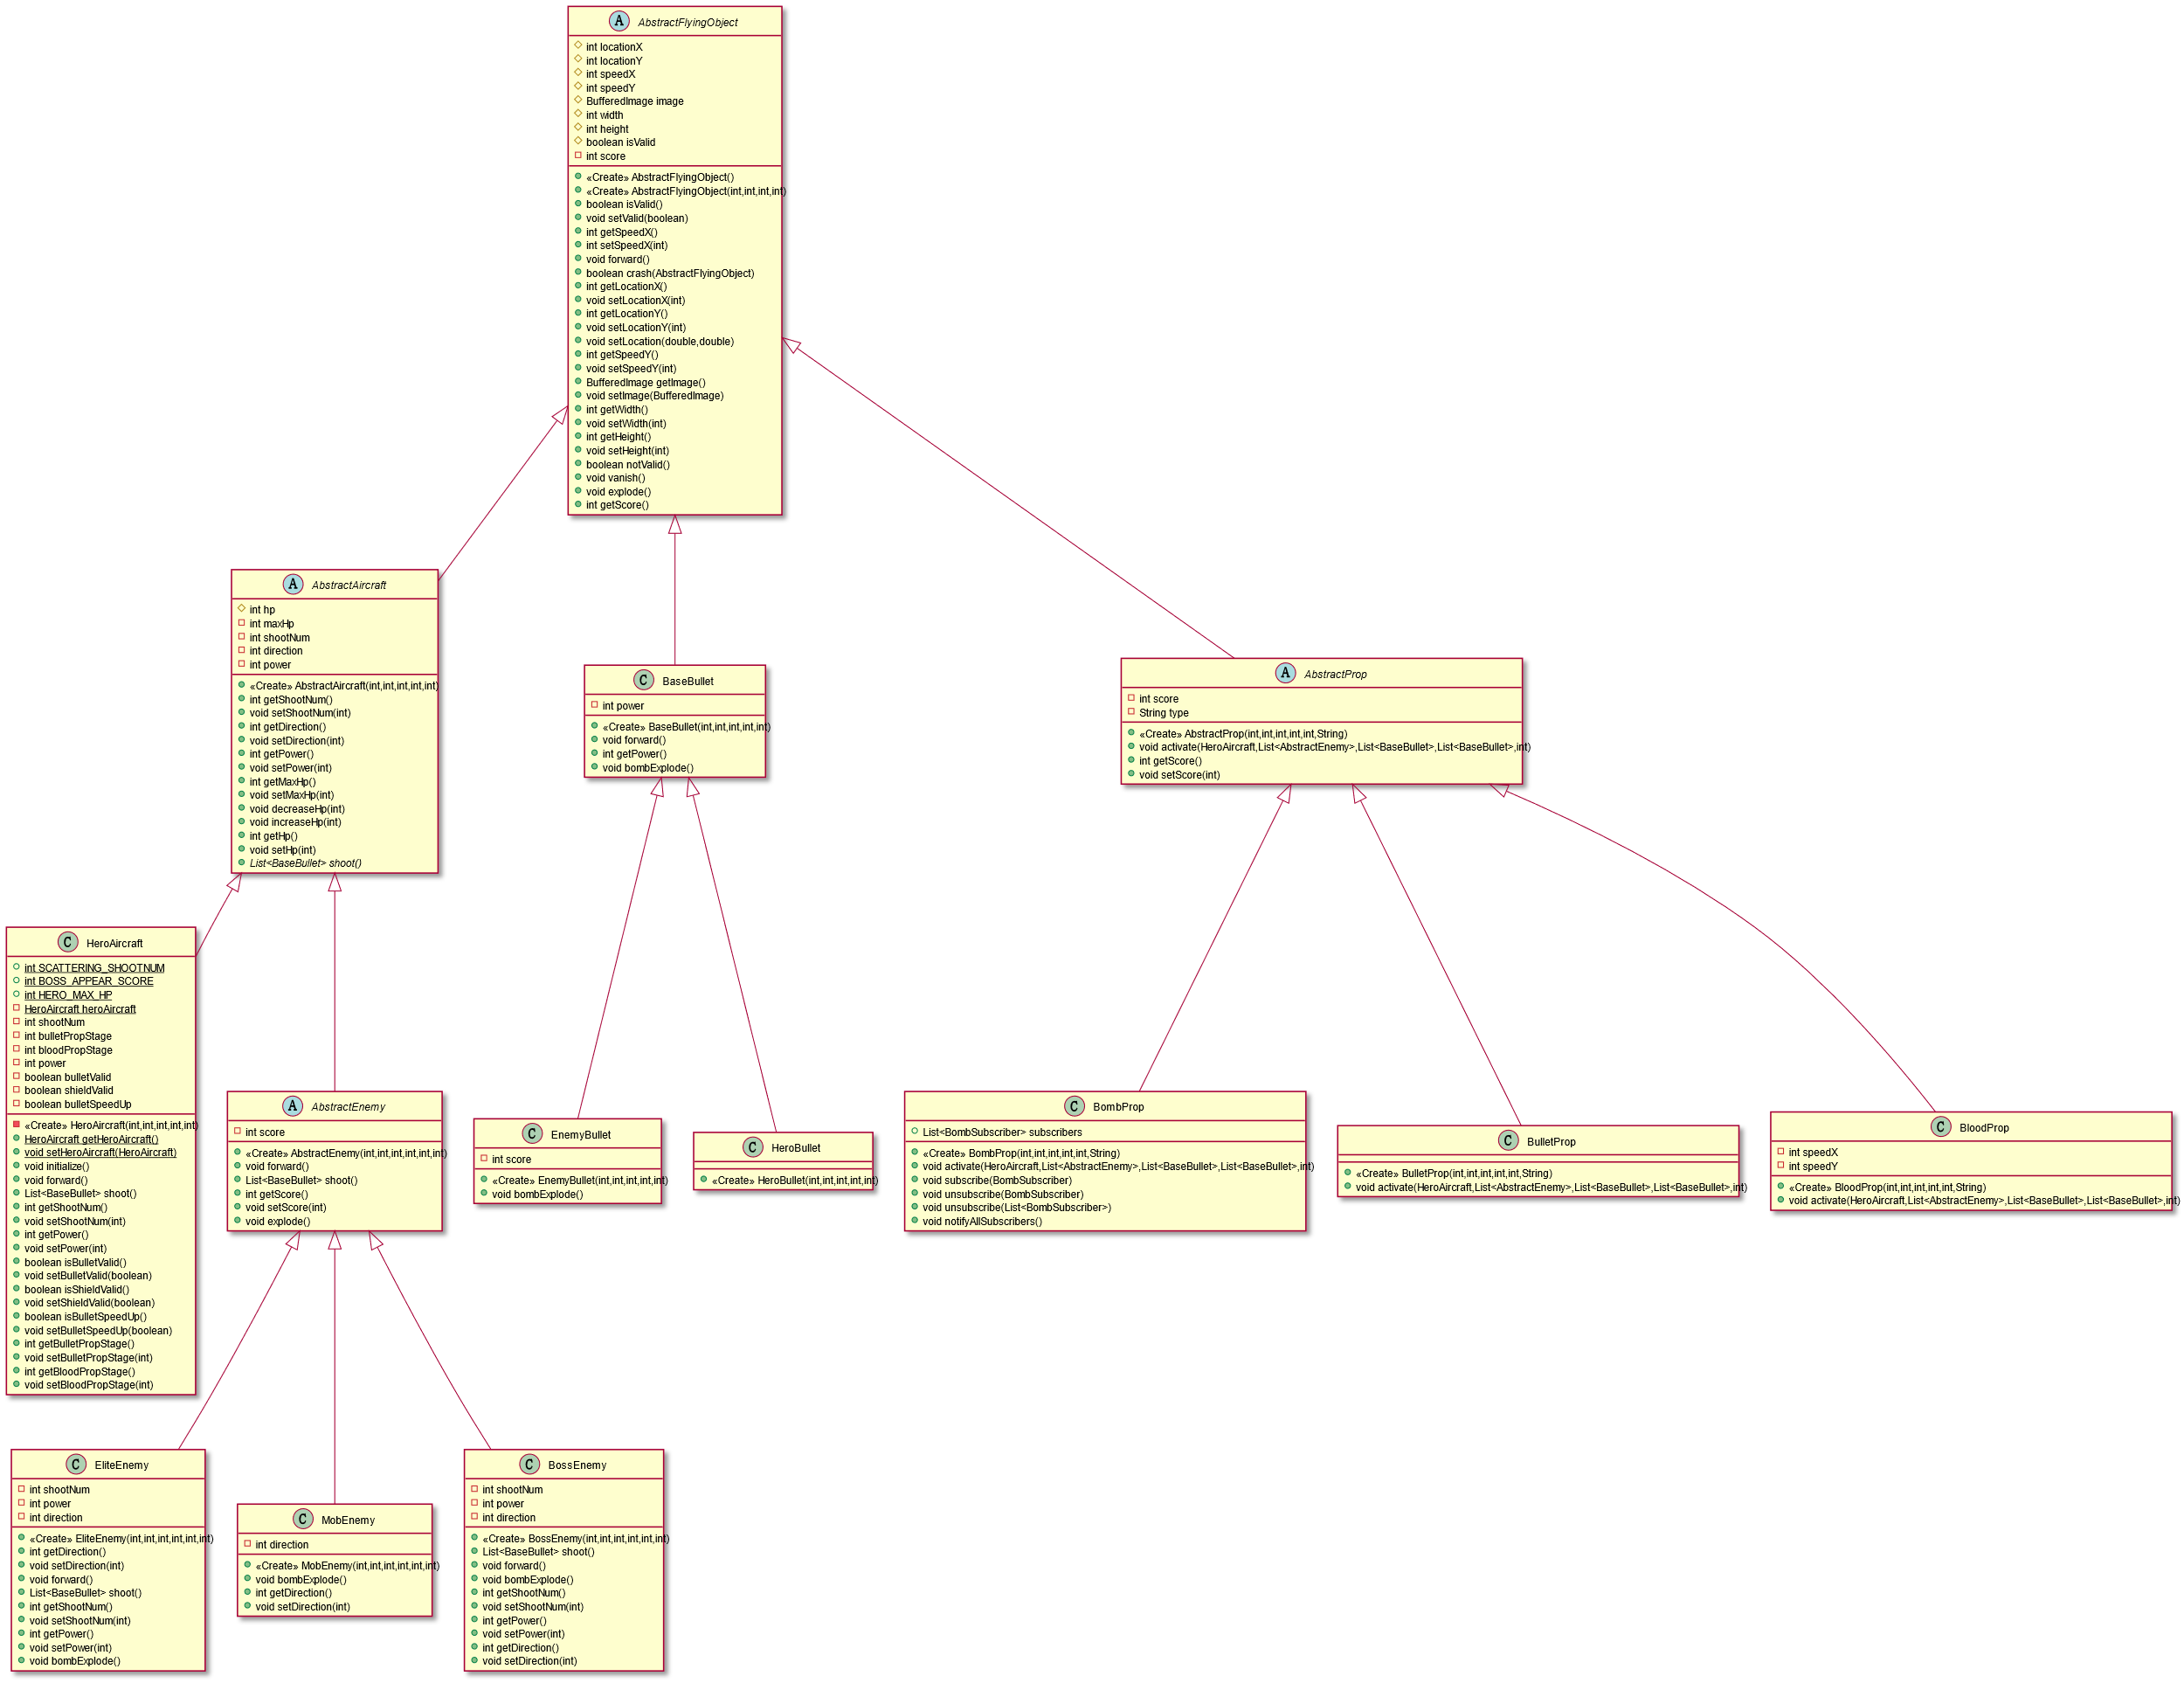 A AbstractFlyingObject
int locationX
int locationY
int speedX
int speedY
BufferedImage image
int width
int height
boolean isValid
int score
«Create» AbstractFlyingObject()
«Create» AbstractFlyingObject(int,int,int,int)
boolean isValid()
void setValid(boolean)
int getSpeedX()
int setSpeedX(int)
void forward()
boolean crash(AbstractFlyingObject)
int getLocationX()
void setLocationX(int)
int getLocationY()
void setLocationY(int)
void setLocation(double,double)
int getSpeedY()
void setSpeedY(int)
BufferedImage getImage()
void setImage(BufferedImage)
int getWidth()
void setWidth(int)
int getHeight()
void setHeight(int)
boolean notValid()
void vanish()
void explode()
int getScore()
A AbstractAircraft
int hp
int maxHp
int shootNum
int direction
int power
«Create» AbstractAircraft(int,int,int,int,int)
int getShootNum()
void setShootNum(int)
int getDirection()
void setDirection(int)
int getPower()
void setPower(int)
int getMaxHp()
void setMaxHp(int)
void decreaseHp(int)
void increaseHp(int)
int getHp()
void setHp(int)
List<BaseBullet> shoot()
C BaseBullet
int power
«Create» BaseBullet(int,int,int,int,int)
void forward()
int getPower()
void bombExplode()
A AbstractProp
int score
String type
«Create» AbstractProp(int,int,int,int,int,String)
void activate(HeroAircraft,List<AbstractEnemy>,List<BaseBullet>,List<BaseBullet>,int)
int getScore()
void setScore(int)
C HeroAircraft
int SCATTERING_SHOOTNUM
int BOSS_APPEAR_SCORE
int HERO_MAX_HP
HeroAircraft heroAircraft
int shootNum
int bulletPropStage
int bloodPropStage
int power
boolean bulletValid
boolean shieldValid
boolean bulletSpeedUp
«Create» HeroAircraft(int,int,int,int,int)
HeroAircraft getHeroAircraft()
void setHeroAircraft(HeroAircraft)
void initialize()
void forward()
List<BaseBullet> shoot()
int getShootNum()
void setShootNum(int)
int getPower()
void setPower(int)
boolean isBulletValid()
void setBulletValid(boolean)
boolean isShieldValid()
void setShieldValid(boolean)
boolean isBulletSpeedUp()
void setBulletSpeedUp(boolean)
int getBulletPropStage()
void setBulletPropStage(int)
int getBloodPropStage()
void setBloodPropStage(int)
A AbstractEnemy
int score
«Create» AbstractEnemy(int,int,int,int,int,int)
void forward()
List<BaseBullet> shoot()
int getScore()
void setScore(int)
void explode()
C EnemyBullet
int score
«Create» EnemyBullet(int,int,int,int,int)
void bombExplode()
C HeroBullet
«Create» HeroBullet(int,int,int,int,int)
C BombProp
List<BombSubscriber> subscribers
«Create» BombProp(int,int,int,int,int,String)
void activate(HeroAircraft,List<AbstractEnemy>,List<BaseBullet>,List<BaseBullet>,int)
void subscribe(BombSubscriber)
void unsubscribe(BombSubscriber)
void unsubscribe(List<BombSubscriber>)
void notifyAllSubscribers()
C BulletProp
«Create» BulletProp(int,int,int,int,int,String)
void activate(HeroAircraft,List<AbstractEnemy>,List<BaseBullet>,List<BaseBullet>,int)
C BloodProp
int speedX
int speedY
«Create» BloodProp(int,int,int,int,int,String)
void activate(HeroAircraft,List<AbstractEnemy>,List<BaseBullet>,List<BaseBullet>,int)
C EliteEnemy
int shootNum
int power
int direction
«Create» EliteEnemy(int,int,int,int,int,int)
int getDirection()
void setDirection(int)
void forward()
List<BaseBullet> shoot()
int getShootNum()
void setShootNum(int)
int getPower()
void setPower(int)
void bombExplode()
C MobEnemy
int direction
«Create» MobEnemy(int,int,int,int,int,int)
void bombExplode()
int getDirection()
void setDirection(int)
C BossEnemy
int shootNum
int power
int direction
«Create» BossEnemy(int,int,int,int,int,int)
List<BaseBullet> shoot()
void forward()
void bombExplode()
int getShootNum()
void setShootNum(int)
int getPower()
void setPower(int)
int getDirection()
void setDirection(int)